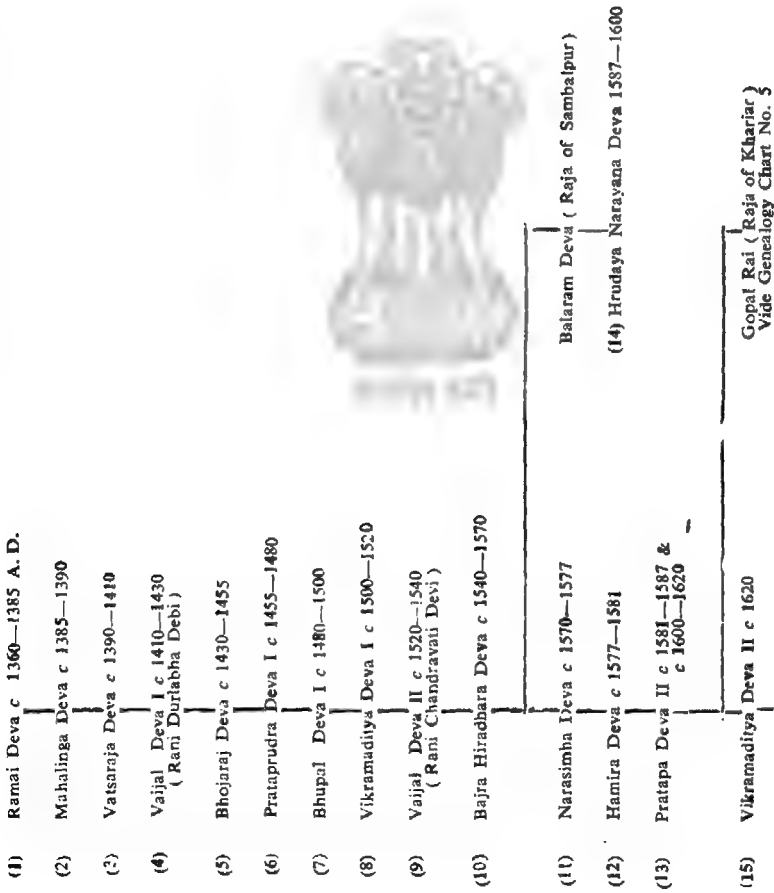 (1) Ramai Deva c 1360—1385 A. D.
(2) Mahalinga Deva c 1385—1390
(3) Vatsaraja Deva c 1390—1410
(4) Vaijal Deva I c 1410—1430
( Rani Durlabha Debi )
(5) Bhojaraj Deva c 1430—1455
(6) Prataprudra Deva I c 1455—1480
(7) Bhupal Deva I c 1480—1500
(8) Vikramaditya Deva I c 1500—1520
(9) Vaijal Deva II c 1520—1540
( Rani Chandravati Devi )
(10) Bajra Hiradhara Deva c 1540—1570
(11) Narasimha Deva c 1570—1577
Balaram Deva ( Raja of Sambalpur )
(12) Hamira Deva c 1577—1581
(14) Hrudaya Narayana Deva 1587—1600
(13) Pratapa Deva II c 1581—1587 &
c 1600—1620
(15) Vikramaditya Deva II c 1620
Gopal Rai ( Raja of Khariar )
Vide Genealogy Chart No. 5